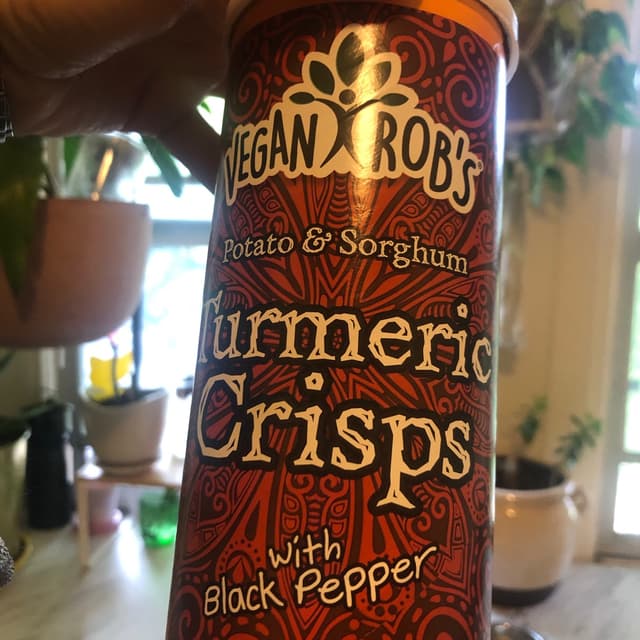 VEGAN ROB'S
Potato & Sorghum
Turmeric
Crisps
with
Black Pepper